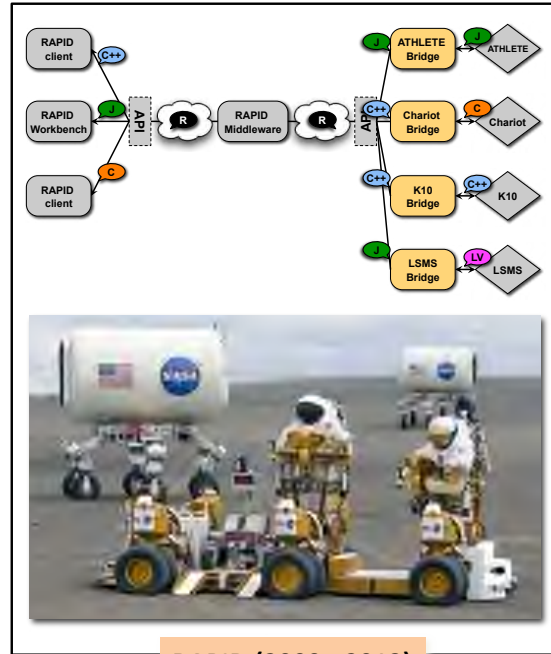 RAPID
client
C++
RAPID
Workbench
J
RAPID
client
C
API
R
RAPID
Middleware
R
J
ATHLETE
Bridge
J
ATHLETE
C++
Chariot
Bridge
C
Chariot
C++
K10
Bridge
C++
K10
J
LSMS
Bridge
LV
LSMS
NASA